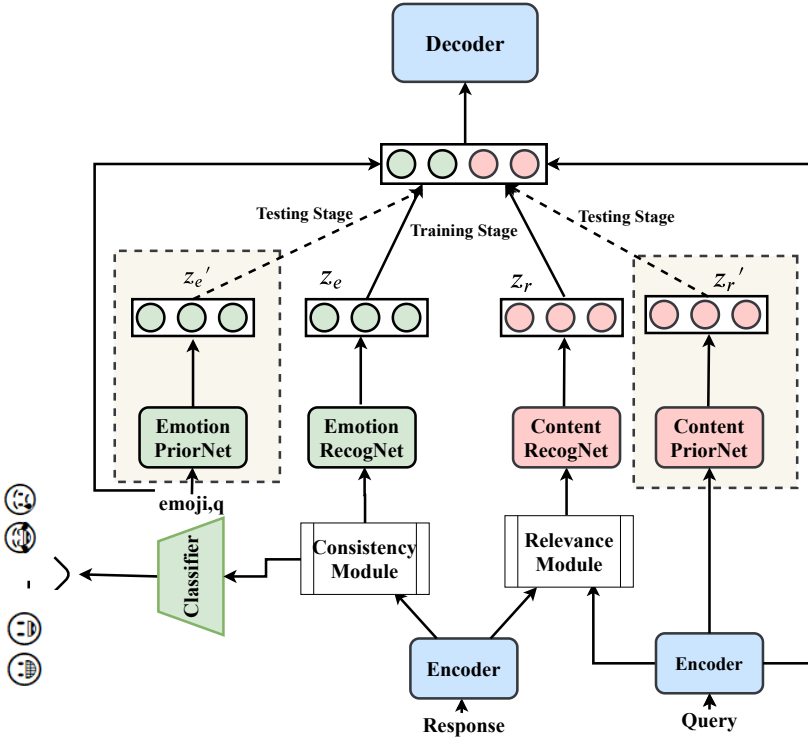 Decoder
Testing Stage
Training Stage
Testing Stage
z_e'
z_e
z_r
z_r'
Emotion
PriorNet
Emotion
RecogNet
Content
RecogNet
Content
PriorNet
emoji,q
Classifier
Consistency
Module
Relevance
Module
Encoder
Encoder
Response
Query